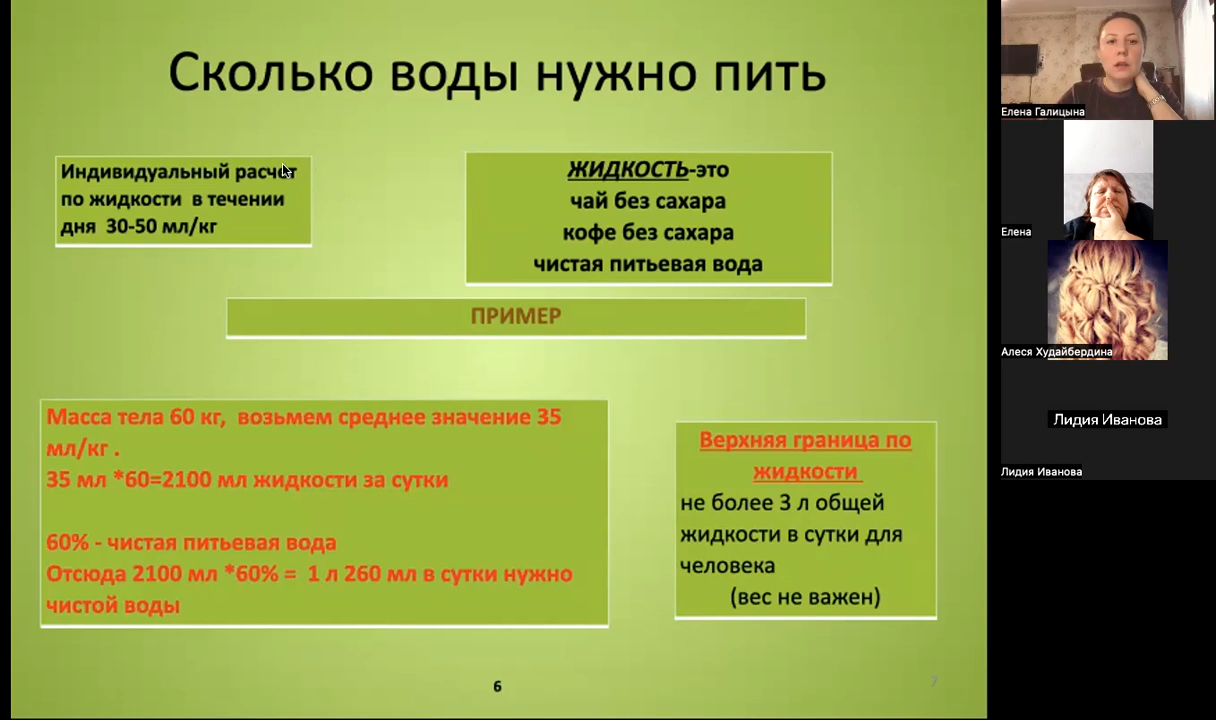 Сколько воды нужно пить
Индивидуальный расчет
по жидкости в течении
дня 30-50 мл/кг
ЖИДКОСТЬ-это
чай без сахара
кофе без сахара
чистая питьевая вода
ПРИМЕР
Масса тела 60 кг, возьмем среднее значение 35
мл/кг .
35 мл *60=2100 мл жидкости за сутки
60% - чистая питьевая вода
Отсюда 2100 мл *60% = 1 л 260 мл в сутки нужно
чистой воды
Верхняя граница по
жидкости
не более 3 л общей
жидкости в сутки для
человека
(вес не важен)
6
7
Елена Галицына
Елена
Алеся Худайбердина
Лидия Иванова
Лидия Иванова